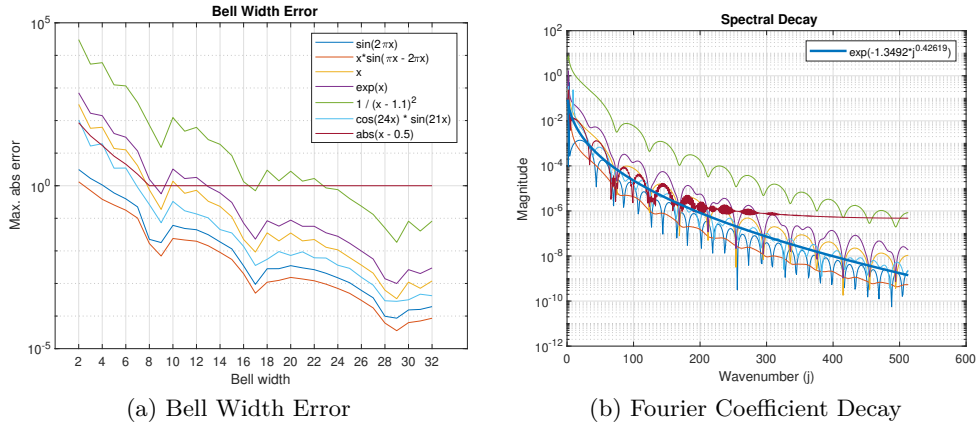 Bell Width Error
10^5
10^0
10^-5
Max. abs error
2 4 6 8 10 12 14 16 18 20 22 24 26 28 30 32
Bell width
sin(2πx)
x*sin(πx - 2πx)
x
exp(x)
1 / (x - 1.1)^2
cos(24x) * sin(21x)
abs(x - 0.5)
(a) Bell Width Error
Spectral Decay
10^2
10^0
10^-2
10^-4
10^-6
10^-8
10^-10
10^-12
Magnitude
0 100 200 300 400 500 600
Wavenumber (j)
exp(-1.3492*j^0.42619)
(b) Fourier Coefficient Decay